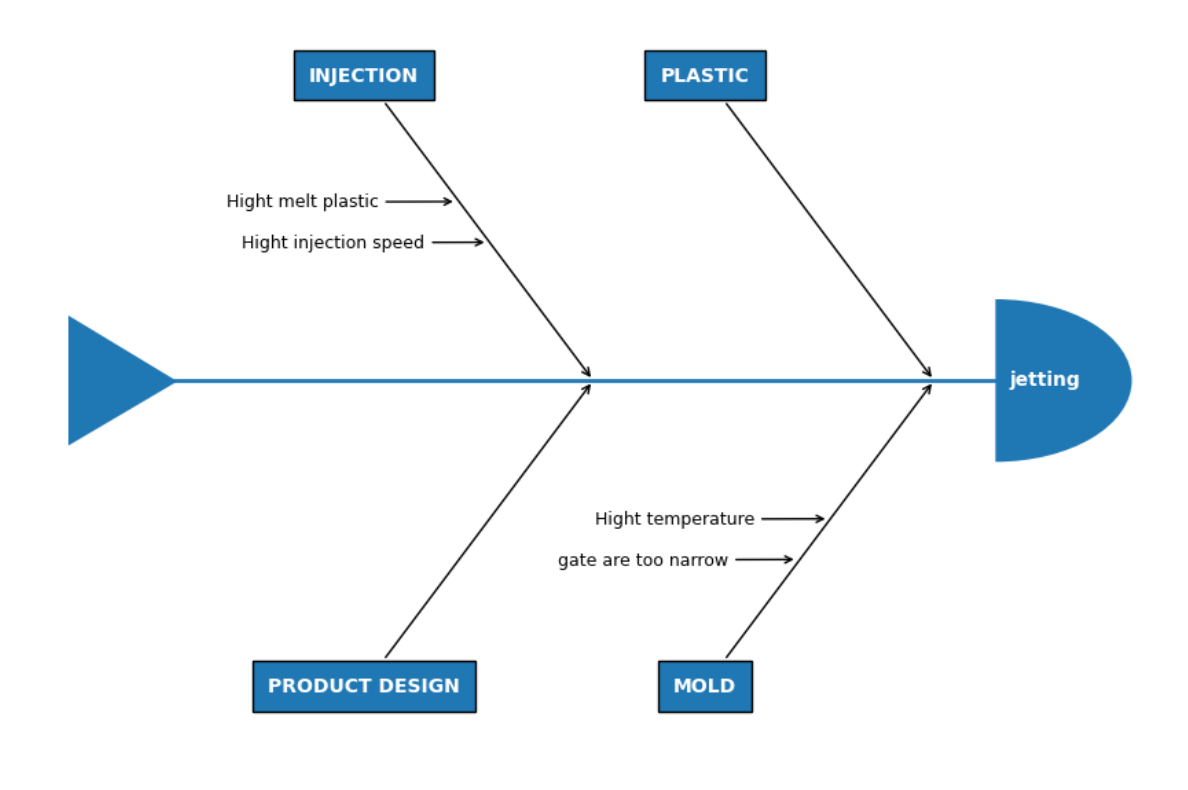 INJECTION
PLASTIC
Hight melt plastic
Hight injection speed
jetting
Hight temperature
gate are too narrow
PRODUCT DESIGN
MOLD